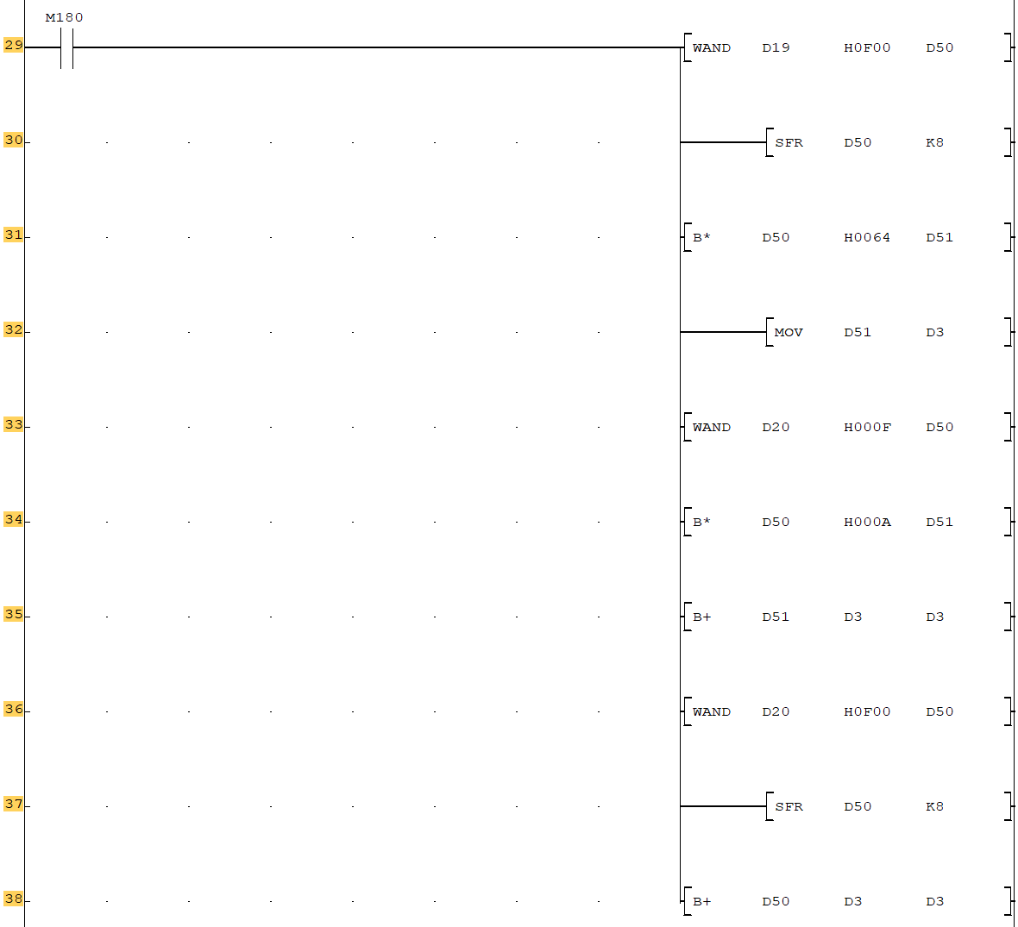 M180
29 WAND D19 H0F00 D50
30 SFR D50 K8
31 B* D50 H0064 D51
32 MOV D51 D3
33 WAND D20 H000F D50
34 B* D50 H000A D51
35 B+ D51 D3 D3
36 WAND D20 H0F00 D50
37 SFR D50 K8
38 B+ D50 D3 D3